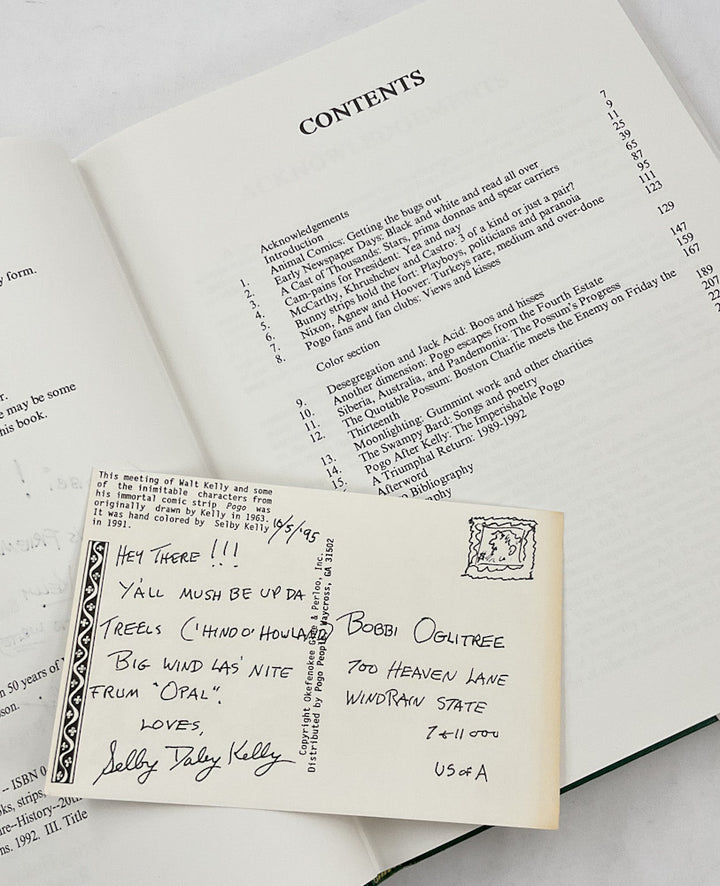 y form.
r.
e may be some
his book.
n 50 years of
son.
-- ISBN 0
ks, strips
re--History--20th
ns. 1992. III. Title
CONTENTS
Acknowledgements 7
Introduction 9
1. Animal Comics: Getting the bugs out 11
2. Early Newspaper Days: Black and white and read all over 25
3. A Cast of Thousands: Stars, prima donnas and spear carriers 39
4. Cam-pains for President: Yea and nay 65
5. McCarthy, Khrushchev and Castro: 3 of a kind or just a pair? 87
6. Bunny strips hold the fort: Playboys, politicians and paranoia 95
7. Nixon, Agnew and Hoover: Turkeys rare, medium and over-done 111
8. Pogo fans and fan clubs: Views and kisses 123
Color section 129
9. Desegregation and Jack Acid: Boos and hisses 147
10. Another dimension: Pogo escapes from the Fourth Estate 159
11. Siberia, Australia, and Pandemonia: The Possum's Progress 167
12. The Quotable Possum: Boston Charlie meets the Enemy on Friday the
Thirteenth 189
13. Moonlighting: Gummint work and other charities 207
14. The Swampy Bard: Songs and poetry 22
15. Pogo After Kelly: The Imperishable Pogo
A Triumphal Return: 1989-1992
Afterword
o Bibliography
graphy
This meeting of Walt Kelly and some
of the inimitable characters from
his immortal comic strip Pogo was
originally drawn by Kelly in 1963.
It was hand colored by Selby Kelly
in 1991.
10/5/'95
HEY THERE !!!
Y'ALL MUSH BE UP DA
TREELS ('HINDO' HOWLAND)
BIG WIND LAS' NITE
FRUM "OPAL".
LOVES,
Selby Daley Kelly
Copyright Okefenokee Glee & Perloo, Inc.
Distributed by Pogo People, Waycross, GA 31502
BOBBI OGLITREE
700 HEAVEN LANE
WINDRAIN STATE
7+11000
US of A